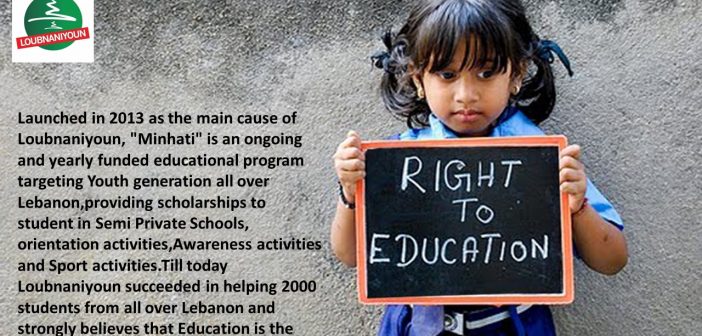 LOUBNANIYOUN
Launched in 2013 as the main cause of
Loubnaniyoun, "Minhati" is an ongoing
and yearly funded educational program
targeting Youth generation all over
Lebanon,providing scholarships to
student in Semi Private Schools,
orientation activities,Awareness activities
and Sport activities.Till today
Loubnaniyoun succeeded in helping 2000
students from all over Lebanon and
strongly believes that Education is the
RIGHT
TO
EDUCATION